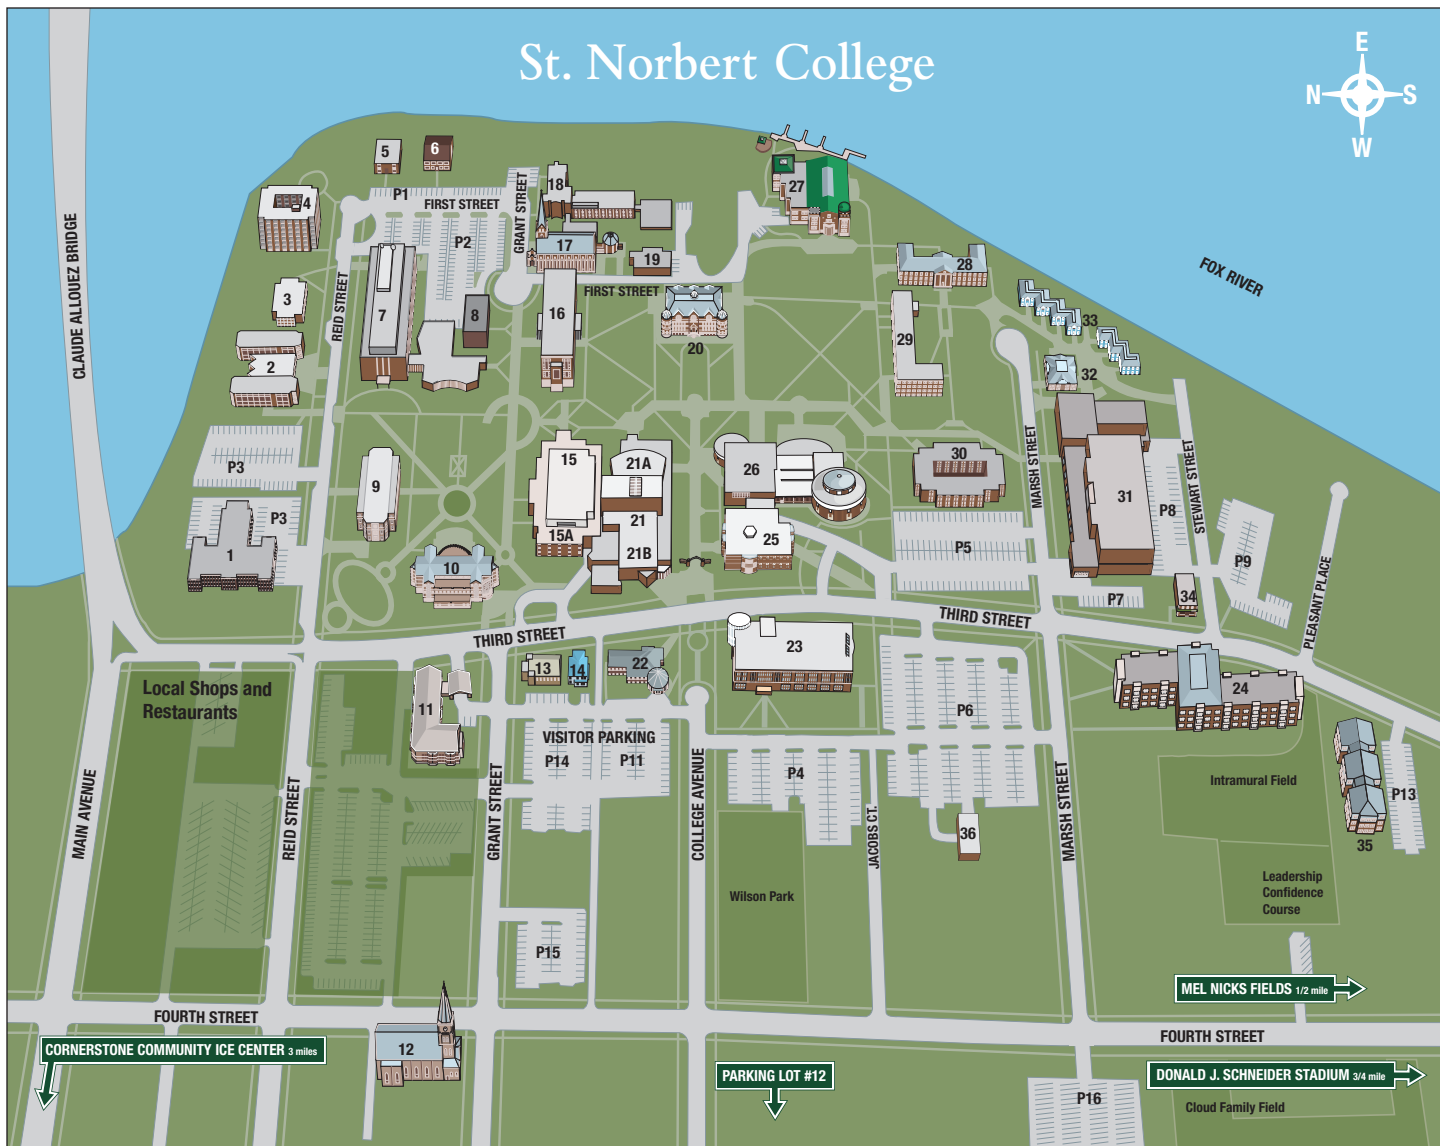 St. Norbert College
E
N
S
W
CLAUDE ALLOUEZ BRIDGE
FOX RIVER
5
6
4
P1
FIRST STREET
GRANT STREET
18
27
P2
17
19
28
3
REID STREET
7
8
16
FIRST STREET
20
29
33
2
32
MARSH STREET
STEWART STREET
P3
9
15
21A
26
30
31
P8
P3
15A
21
21B
25
P5
P9
1
10
34
P7
PLEASANT PLACE
THIRD STREET
THIRD STREET
23
13
14
22
24
Local Shops and
Restaurants
11
P6
VISITOR PARKING
P14
P11
P4
Intramural Field
P13
MAIN AVENUE
REID STREET
GRANT STREET
COLLEGE AVENUE
JACOBS CT.
MARSH STREET
36
35
Wilson Park
Leadership
Confidence
Course
P15
MEL NICKS FIELDS 1/2 mile
FOURTH STREET
FOURTH STREET
12
CORNERSTONE COMMUNITY ICE CENTER 3 miles
PARKING LOT #12
DONALD J. SCHNEIDER STADIUM 3/4 mile
P16
Cloud Family Field